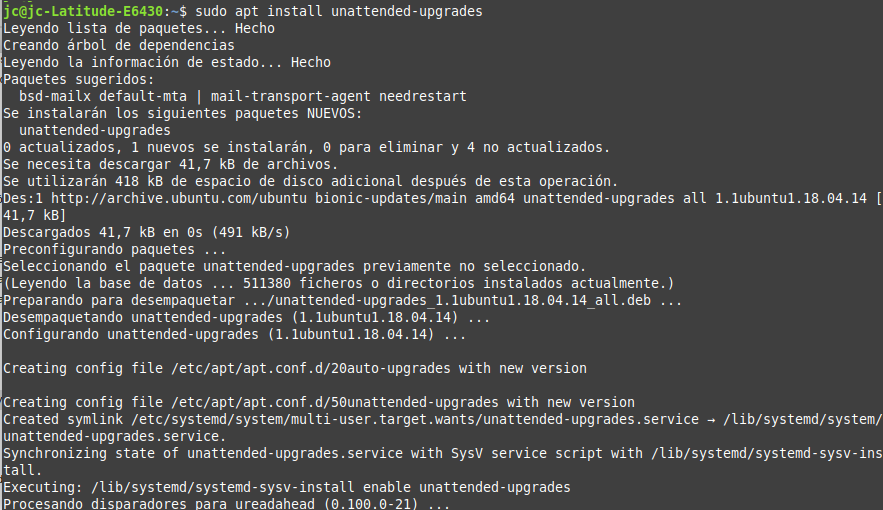 jc@jc-Latitude-E6430:~$ sudo apt install unattended-upgrades
Leyendo lista de paquetes... Hecho
Creando árbol de dependencias
Leyendo la información de estado... Hecho
Paquetes sugeridos:
  bsd-mailx default-mta | mail-transport-agent needrestart
Se instalarán los siguientes paquetes NUEVOS:
  unattended-upgrades
0 actualizados, 1 nuevos se instalarán, 0 para eliminar y 4 no actualizados.
Se necesita descargar 41,7 kB de archivos.
Se utilizarán 418 kB de espacio de disco adicional después de esta operación.
Des:1 http://archive.ubuntu.com/ubuntu bionic-updates/main amd64 unattended-upgrades all 1.1ubuntu1.18.04.14 [
41,7 kB]
Descargados 41,7 kB en 0s (491 kB/s)
Preconfigurando paquetes ...
Seleccionando el paquete unattended-upgrades previamente no seleccionado.
(Leyendo la base de datos ... 511380 ficheros o directorios instalados actualmente.)
Preparando para desempaquetar .../unattended-upgrades_1.1ubuntu1.18.04.14_all.deb ...
Desempaquetando unattended-upgrades (1.1ubuntu1.18.04.14) ...
Configurando unattended-upgrades (1.1ubuntu1.18.04.14) ...

Creating config file /etc/apt/apt.conf.d/20auto-upgrades with new version

Creating config file /etc/apt/apt.conf.d/50unattended-upgrades with new version
Created symlink /etc/systemd/system/multi-user.target.wants/unattended-upgrades.service → /lib/systemd/system/
unattended-upgrades.service.
Synchronizing state of unattended-upgrades.service with SysV service script with /lib/systemd/systemd-sysv-ins
tall.
Executing: /lib/systemd/systemd-sysv-install enable unattended-upgrades
Procesando disparadores para ureadahead (0.100.0-21) ...